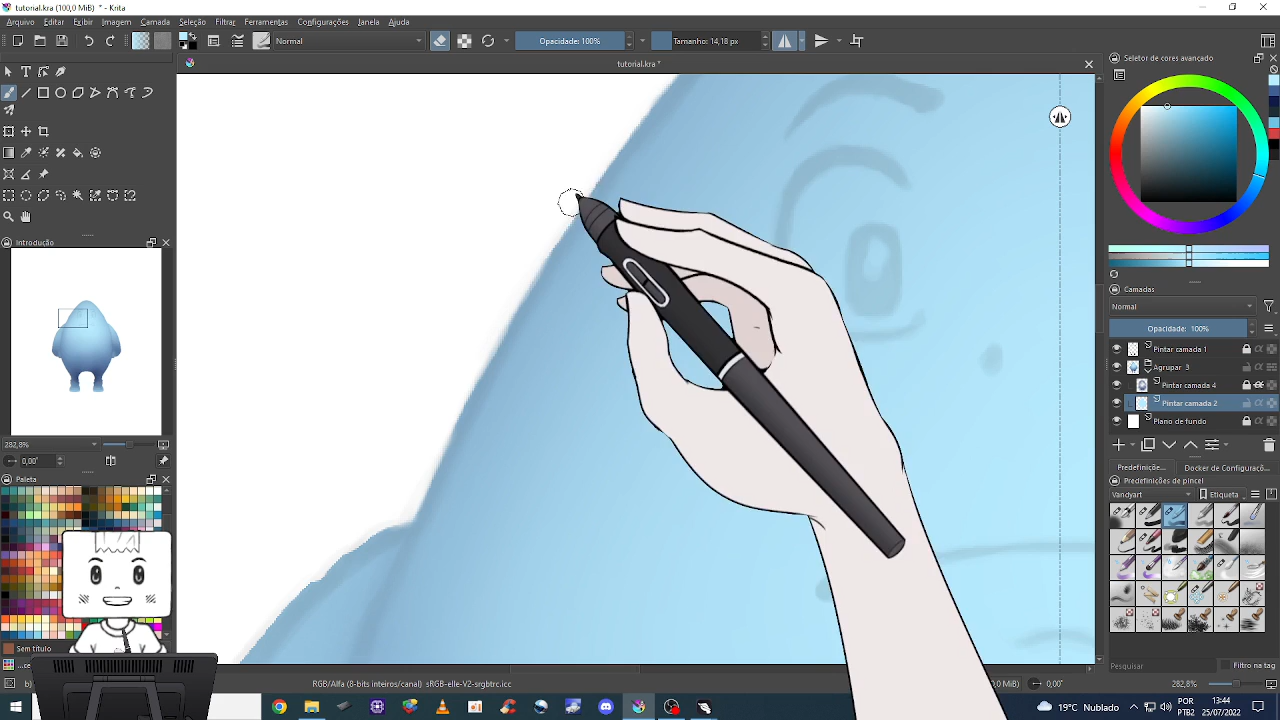 tutorial.kra (100,0 MiB) * - Krita
Arquivo Editar Exibir Imagem Camada Seleção Filtrar Ferramentas Configurações Janela Ajuda
Normal Opacidade: 100% Tamanho: 14,18 px
tutorial.kra *
Seletor de cores avançado
Introdução
Camadas
Normal
Opacidade: 100%
Pintar camada 1
Agrupar 3
Pintar camada 4
Pintar camada 2
Plano de fundo
282,8%
0,00°
Paleta
Predefiniçõe... Docker de Configuraçõ...
Predefinições de pincel
Vandyart Etiqueta
Sem título
Pesquisar Filtro na tag
RGB/Alfa (8-bits inteiros/canal) sRGB-elle-V2-srgbtrc.icc
0 MiB) 0,00° 282,8%
19°C Nublado
POR
PTB2
13:44
25/07/2022